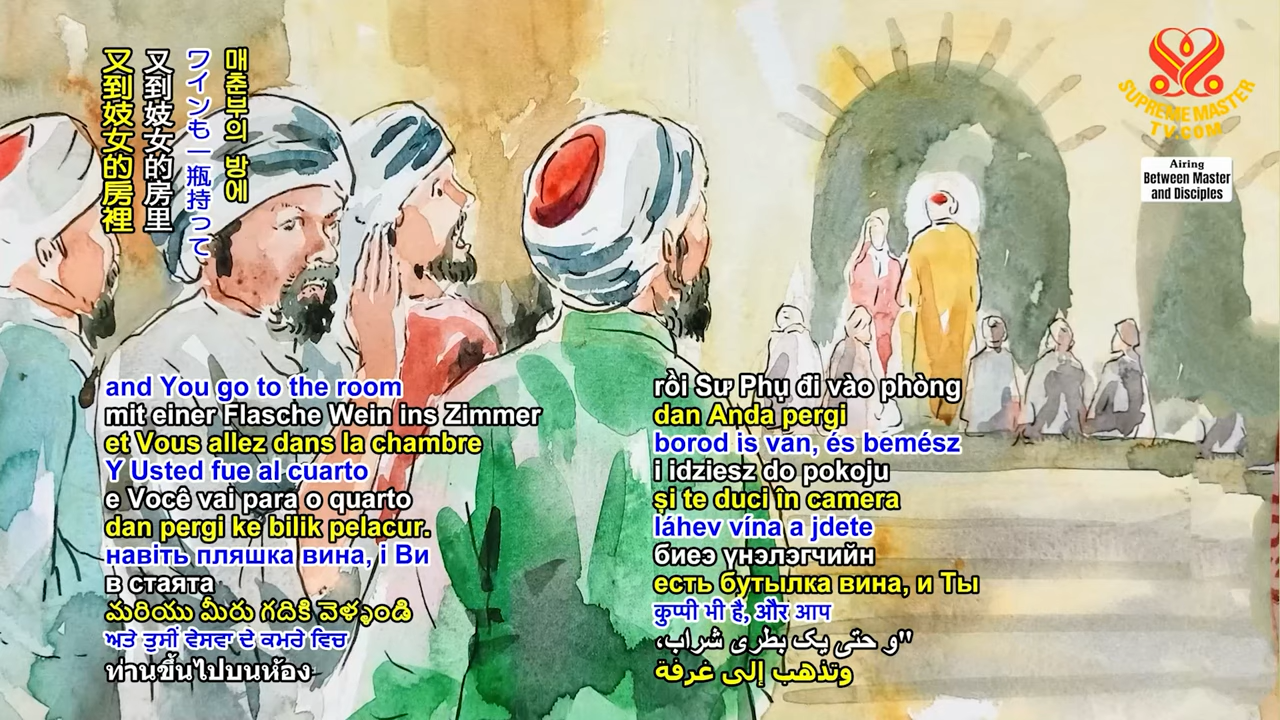 又到妓女的房裡
又到妓女的房里
ワインも一瓶持って
매춘부의 방에
SUPREME MASTER
TV.COM
Airing
Between Master
and Disciples
and You go to the room
mit einer Flasche Wein ins Zimmer
et Vous allez dans la chambre
Y Usted fue al cuarto
e Você vai para o quarto
dan pergi ke bilik pelacur.
навіть пляшка вина, і Ви
в стаята
మరియు మీరు గదికి వెళ్ళండి
ਅਤੇ ਤੁਸੀਂ ਵੇਸਵਾ ਦੇ ਕਮਰੇ ਵਿਚ
ท่านขึ้นไปบนห้อง
rồi Sư Phụ đi vào phòng
dan Anda pergi
borod is van, és bemész
i idziesz do pokoju
și te duci în camera
láhev vína a jdete
биеэ үнэлэгчийн
есть бутылка вина, и Ты
कुप्पी भी है, और आप
و حتی یک بطری شراب،"
وتذهب إلى غرفة